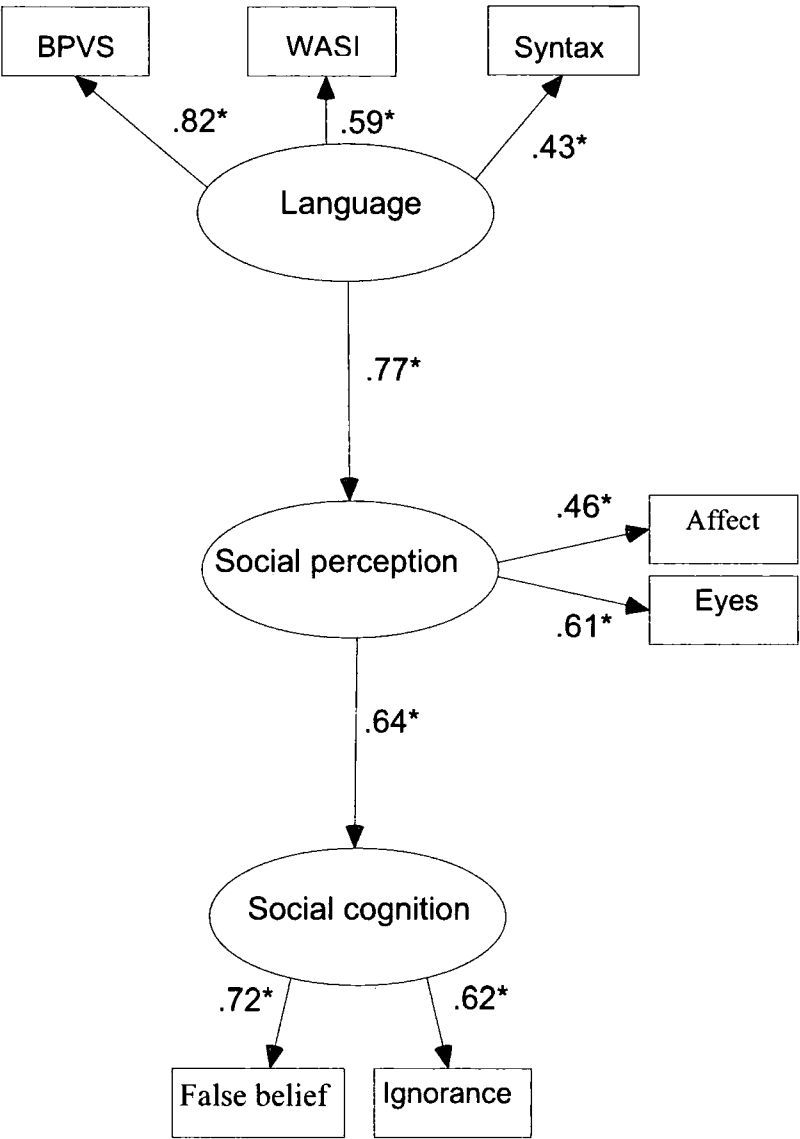 BPVS
WASI
Syntax
.82*
.59*
.43*
Language
.77*
.46*
Affect
Social perception
Eyes
.61*
.64*
Social cognition
.72*
.62*
False belief
Ignorance